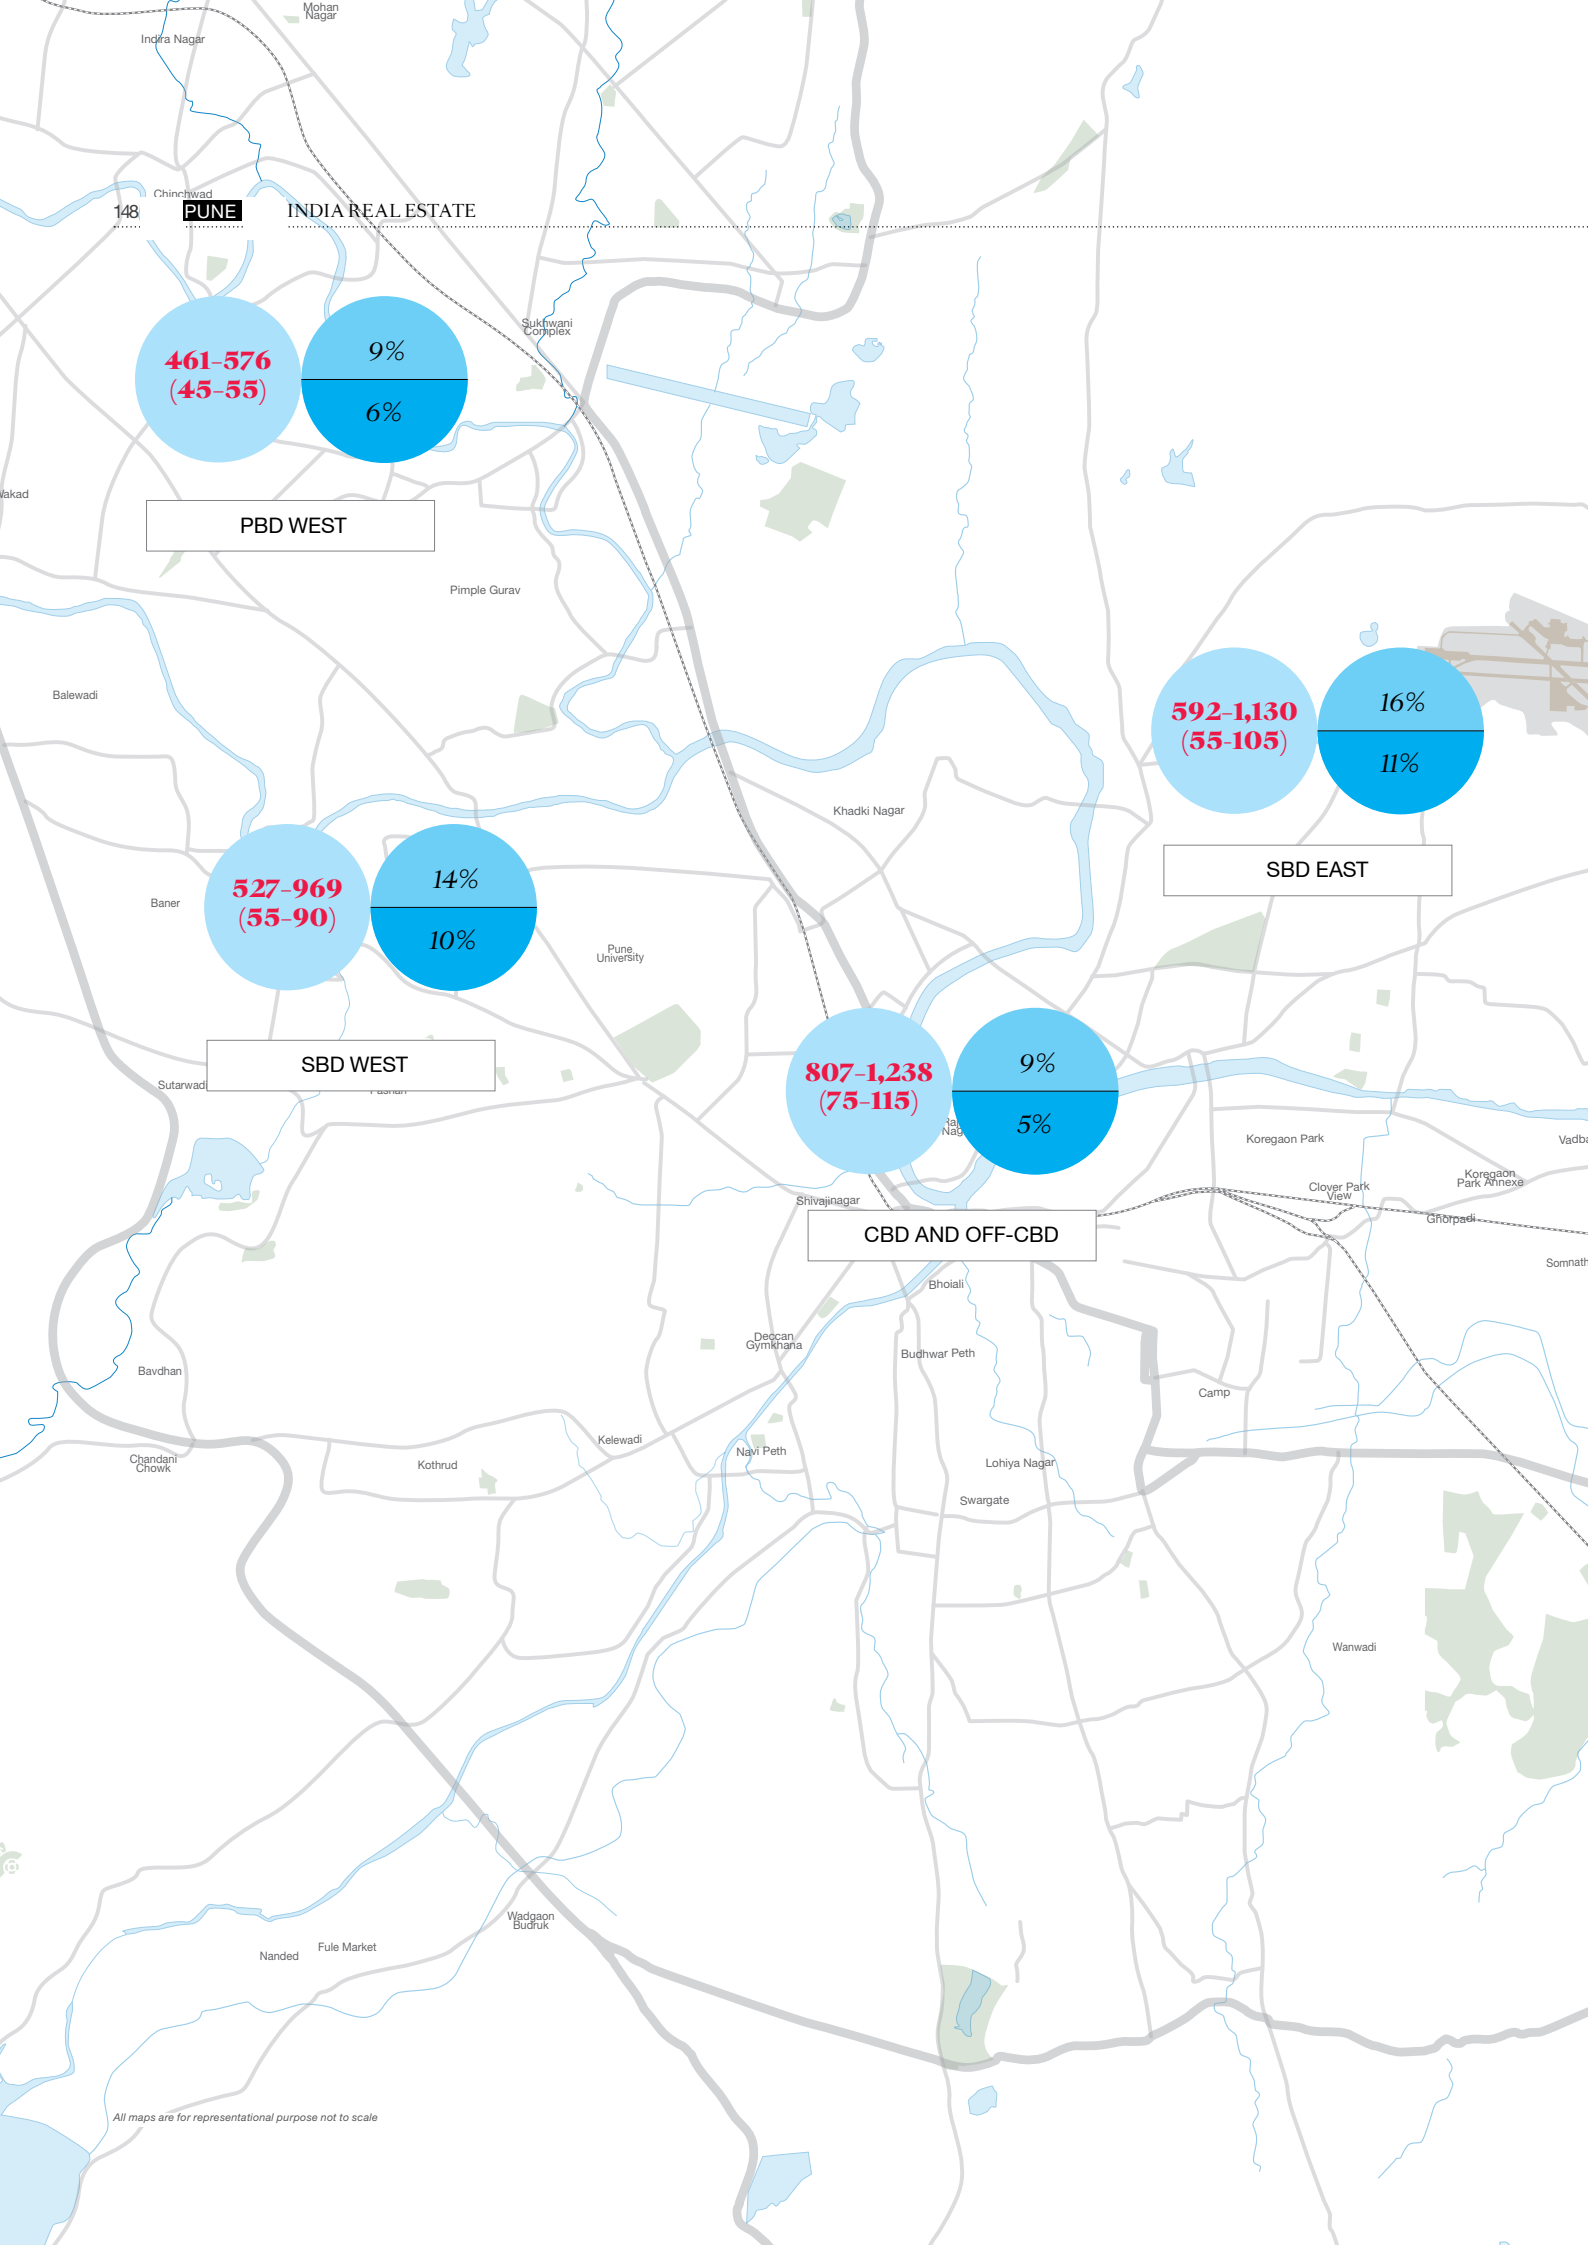 Mohan
Nagar
Indira Nagar
Chinchwad
148
PUNE
INDIA REAL ESTATE
Sukhwani
Complex
461-576
(45-55)
9%
6%
PBD WEST
Pimple Gurav
Balewadi
592-1,130
(55-105)
16%
11%
SBD EAST
Khadki Nagar
527-969
(55-90)
14%
10%
Baner
Pune
University
SBD WEST
Sutarwadi
807-1,238
(75-115)
9%
5%
Koregaon Park
Koregaon
Park Annexe
Clover Park
View
Ghorpadi
Shivajinagar
CBD AND OFF-CBD
Somnath
Bhoiali
Deccan
Gymkhana
Budhwar Peth
Bavdhan
Camp
Kelewadi
Navi Peth
Chandani
Chowk
Kothrud
Lohiya Nagar
Swargate
Wanwadi
Wadgaon
Budruk
Fule Market
Nanded
All maps are for representational purpose not to scale